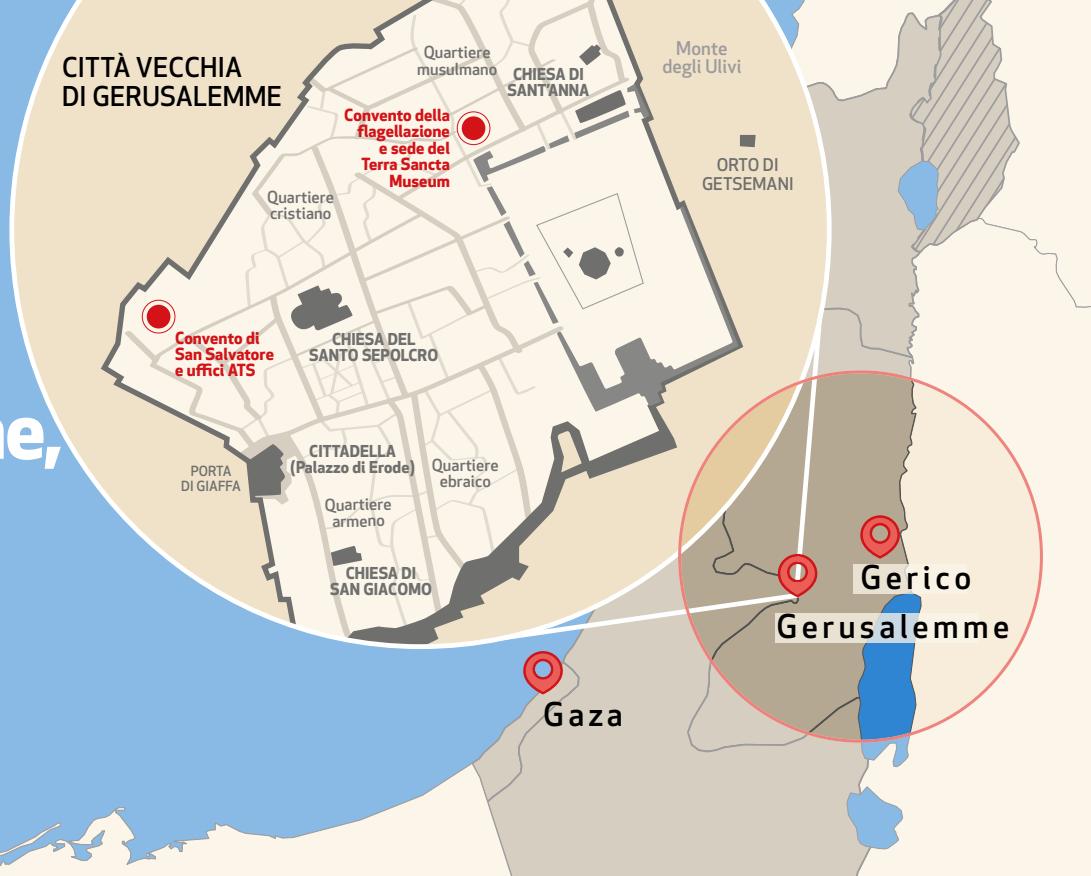 CITTÀ VECCHIA
DI GERUSALEMME
Quartiere
musulmano
CHIESA DI
SANT'ANNA
Monte
degli Ulivi
Convento della
flagellazione
e sede del
Terra Sancta
Museum
ORTO DI
GETSEMANI
Quartiere
cristiano
Convento di
San Salvatore
e uffici ATS
CHIESA DEL
SANTO SEPOLCRO
PORTA
DI GIAFFA
CITTADELLA
(Palazzo di Erode)
Quartiere
ebraico
Quartiere
armeno
CHIESA DI
SAN GIACOMO
Gerico
Gerusalemme
Gaza